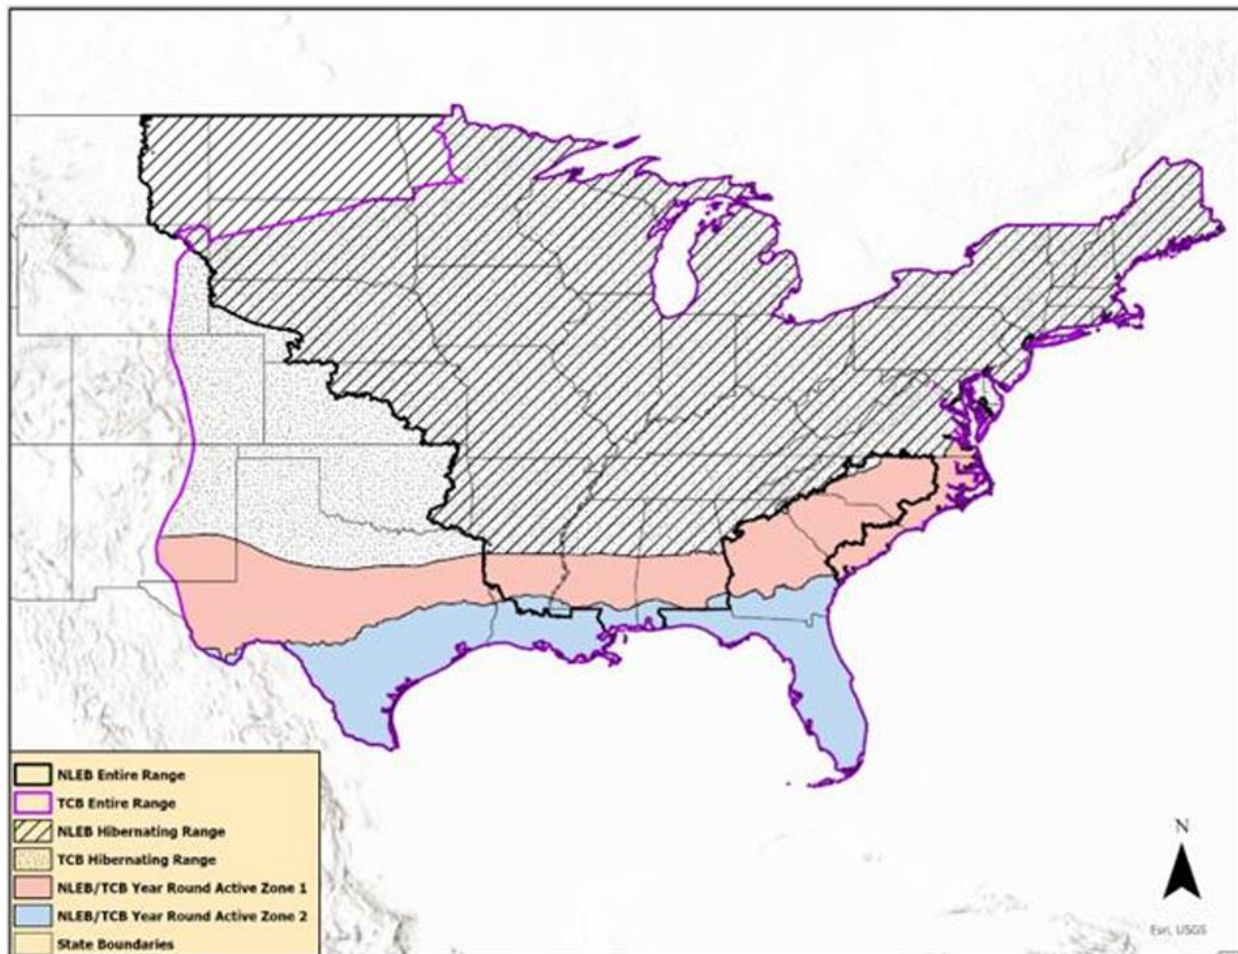 NLEB Entire Range
TCB Entire Range
NLEB Hibernating Range
TCB Hibernating Range
NLEB/TCB Year Round Active Zone 1
NLEB/TCB Year Round Active Zone 2
State Boundaries
N
Esri, USGS